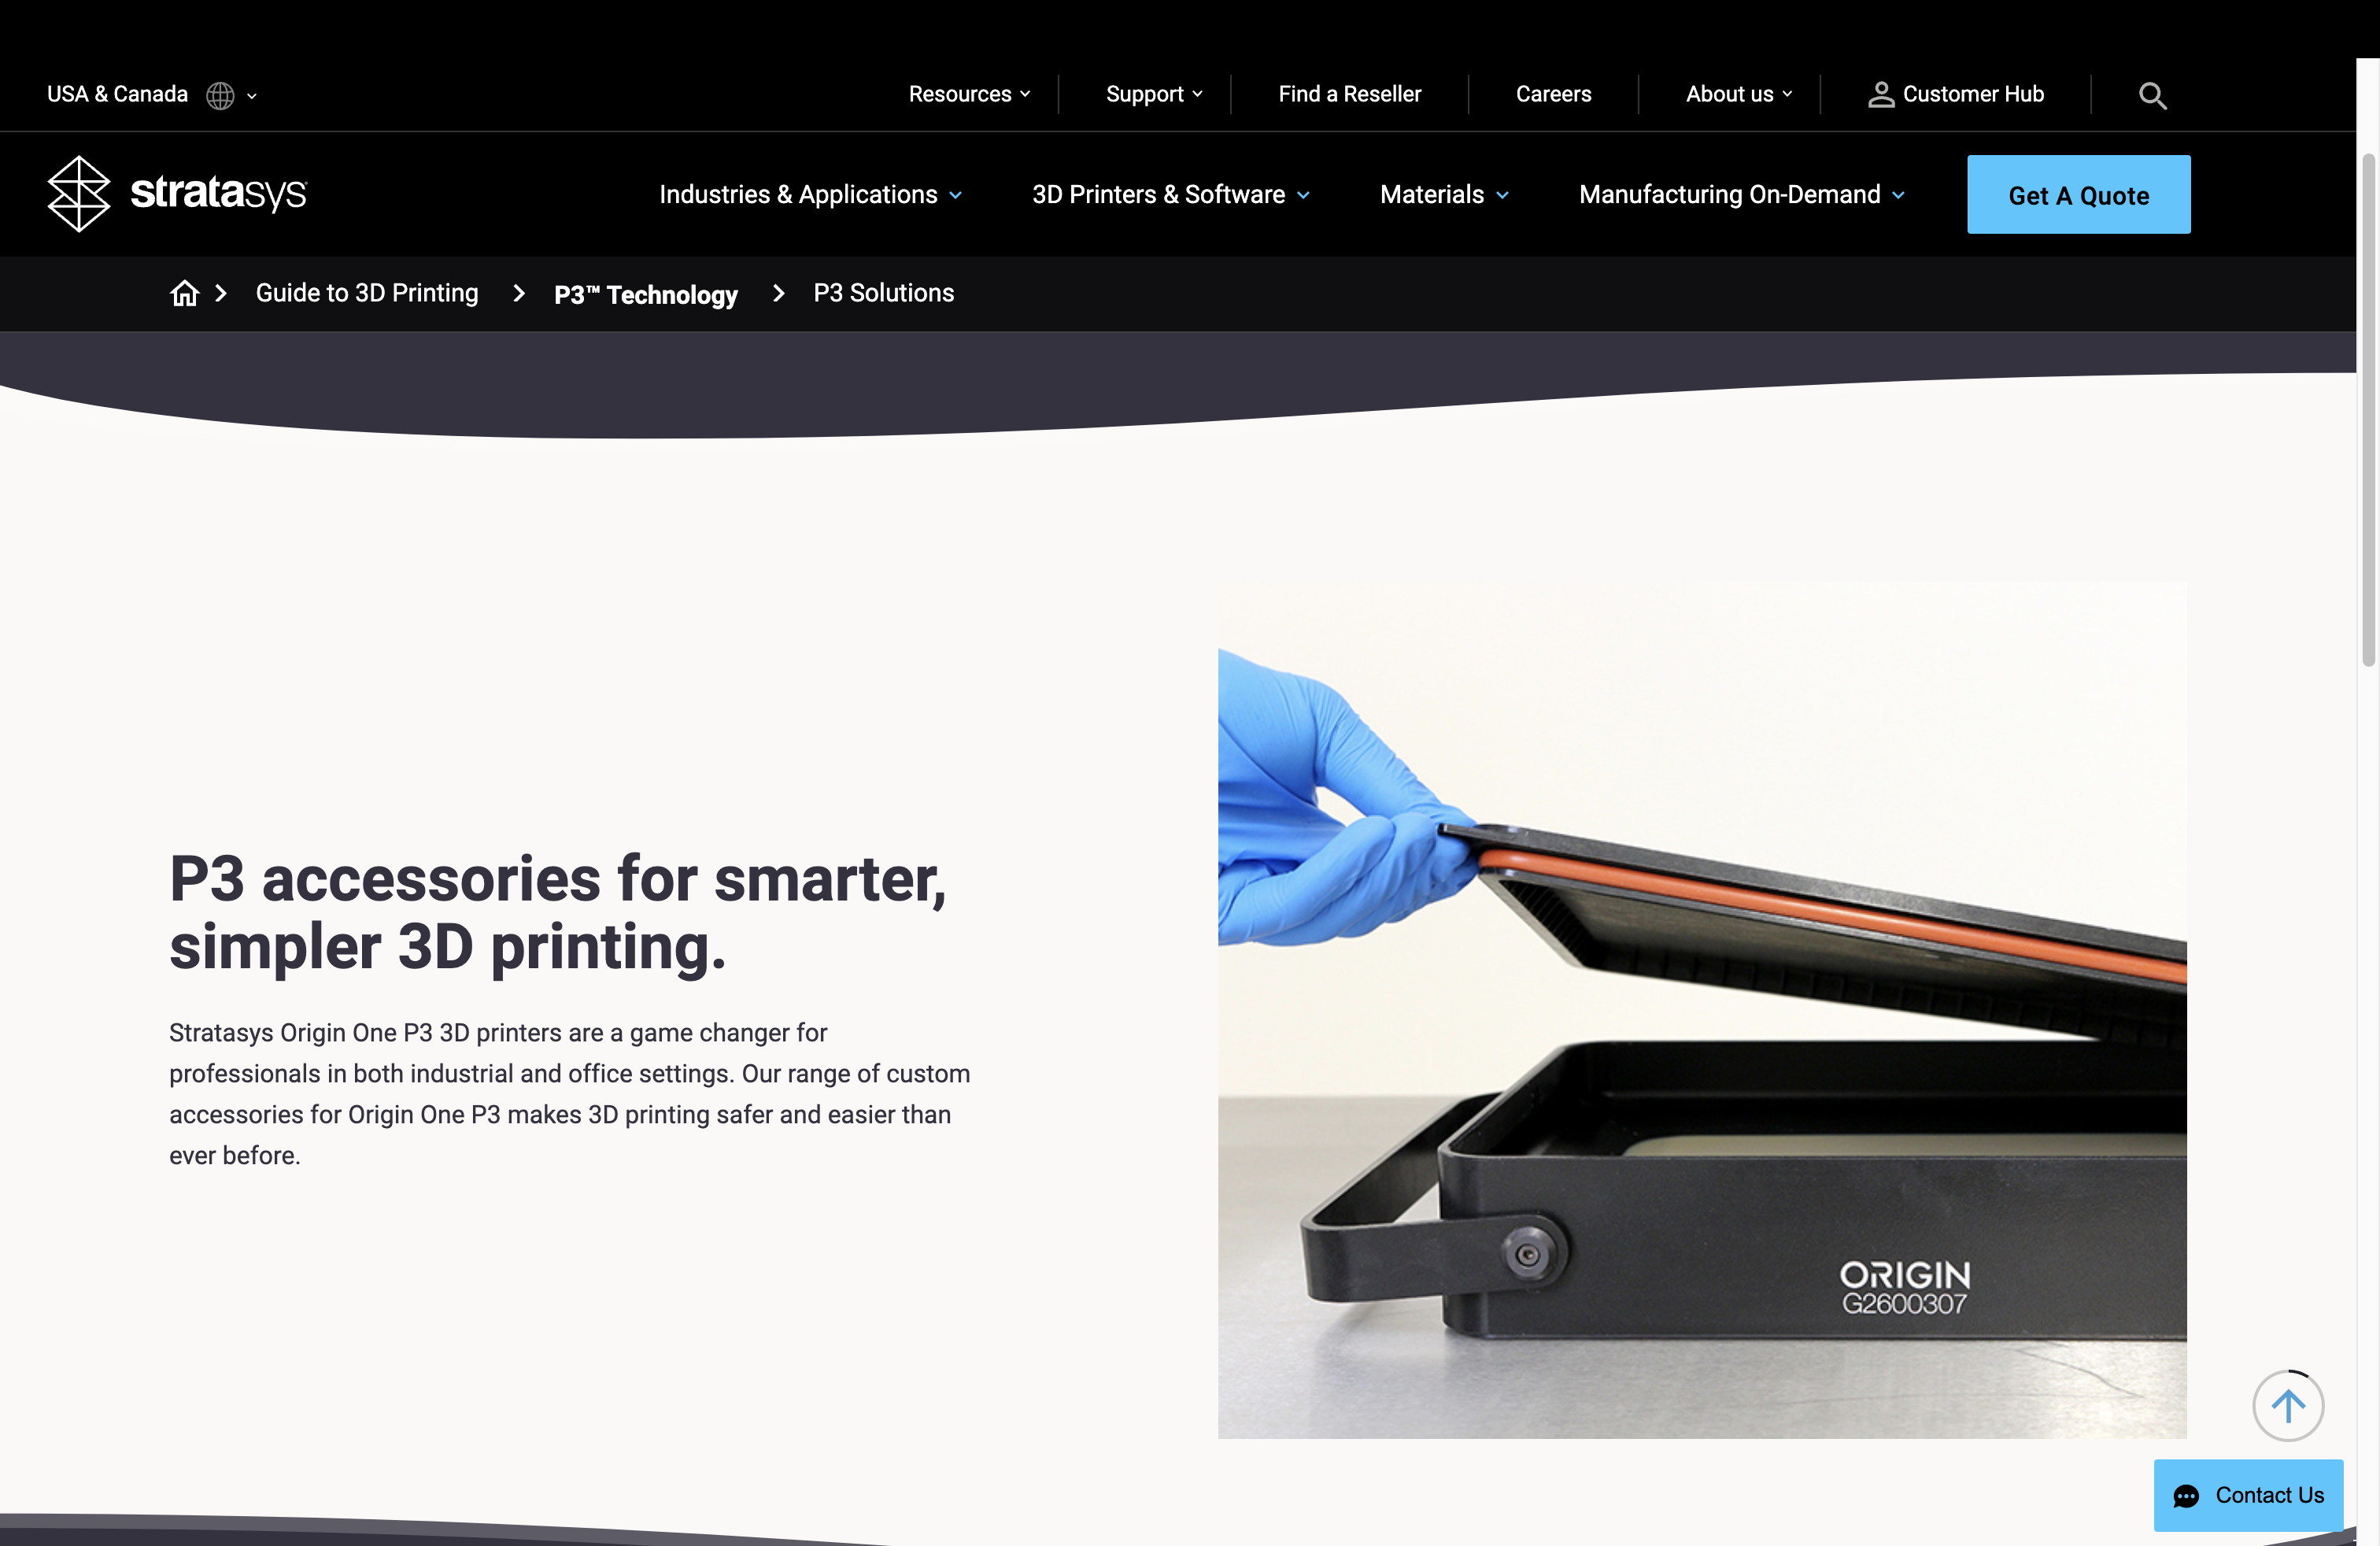 USA & Canada
Resources
Support
Find a Reseller
Careers
About us
Customer Hub
stratasys
Industries & Applications
3D Printers & Software
Materials
Manufacturing On-Demand
Get A Quote
Guide to 3D Printing
P3™ Technology
P3 Solutions
P3 accessories for smarter,
simpler 3D printing.
Stratasys Origin One P3 3D printers are a game changer for
professionals in both industrial and office settings. Our range of custom
accessories for Origin One P3 makes 3D printing safer and easier than
ever before.
ORIGIN
G2600307
Contact Us